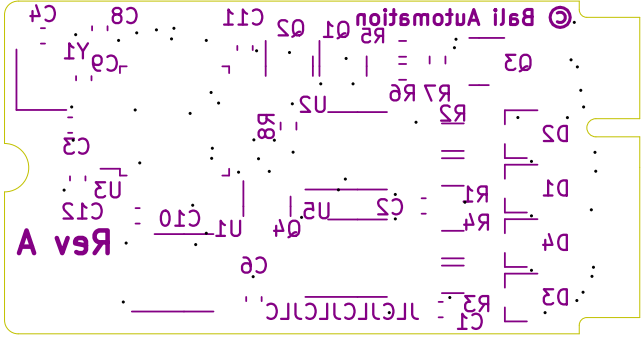 © Bali Automation
C4
C8
C11
Q2
Q1
R5
Y1
C9
Q3
R6
R7
U2
R2
R8
D2
C3
U3
D1
R1
C12
C10
U5
C2
U1
Q4
R4
Rev A
D4
C6
D3
R3
JLCJLCJLCJLC
C1